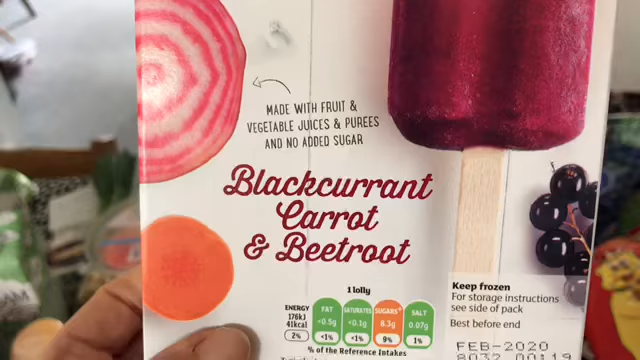 MADE WITH FRUIT &
VEGETABLE JUICES & PUREES
AND NO ADDED SUGAR
Blackcurrant
Carrot
& Beetroot
1 lolly
ENERGY
176kJ
41kcal
2%
FAT
<0.5g
<1%
SATURATES
<0.1g
<1%
SUGARS
8.3g
9%
SALT
0.07g
1%
% of the Reference Intakes
Keep frozen
For storage instructions
see side of pack
Best before end
FEB-2020
8032 00119